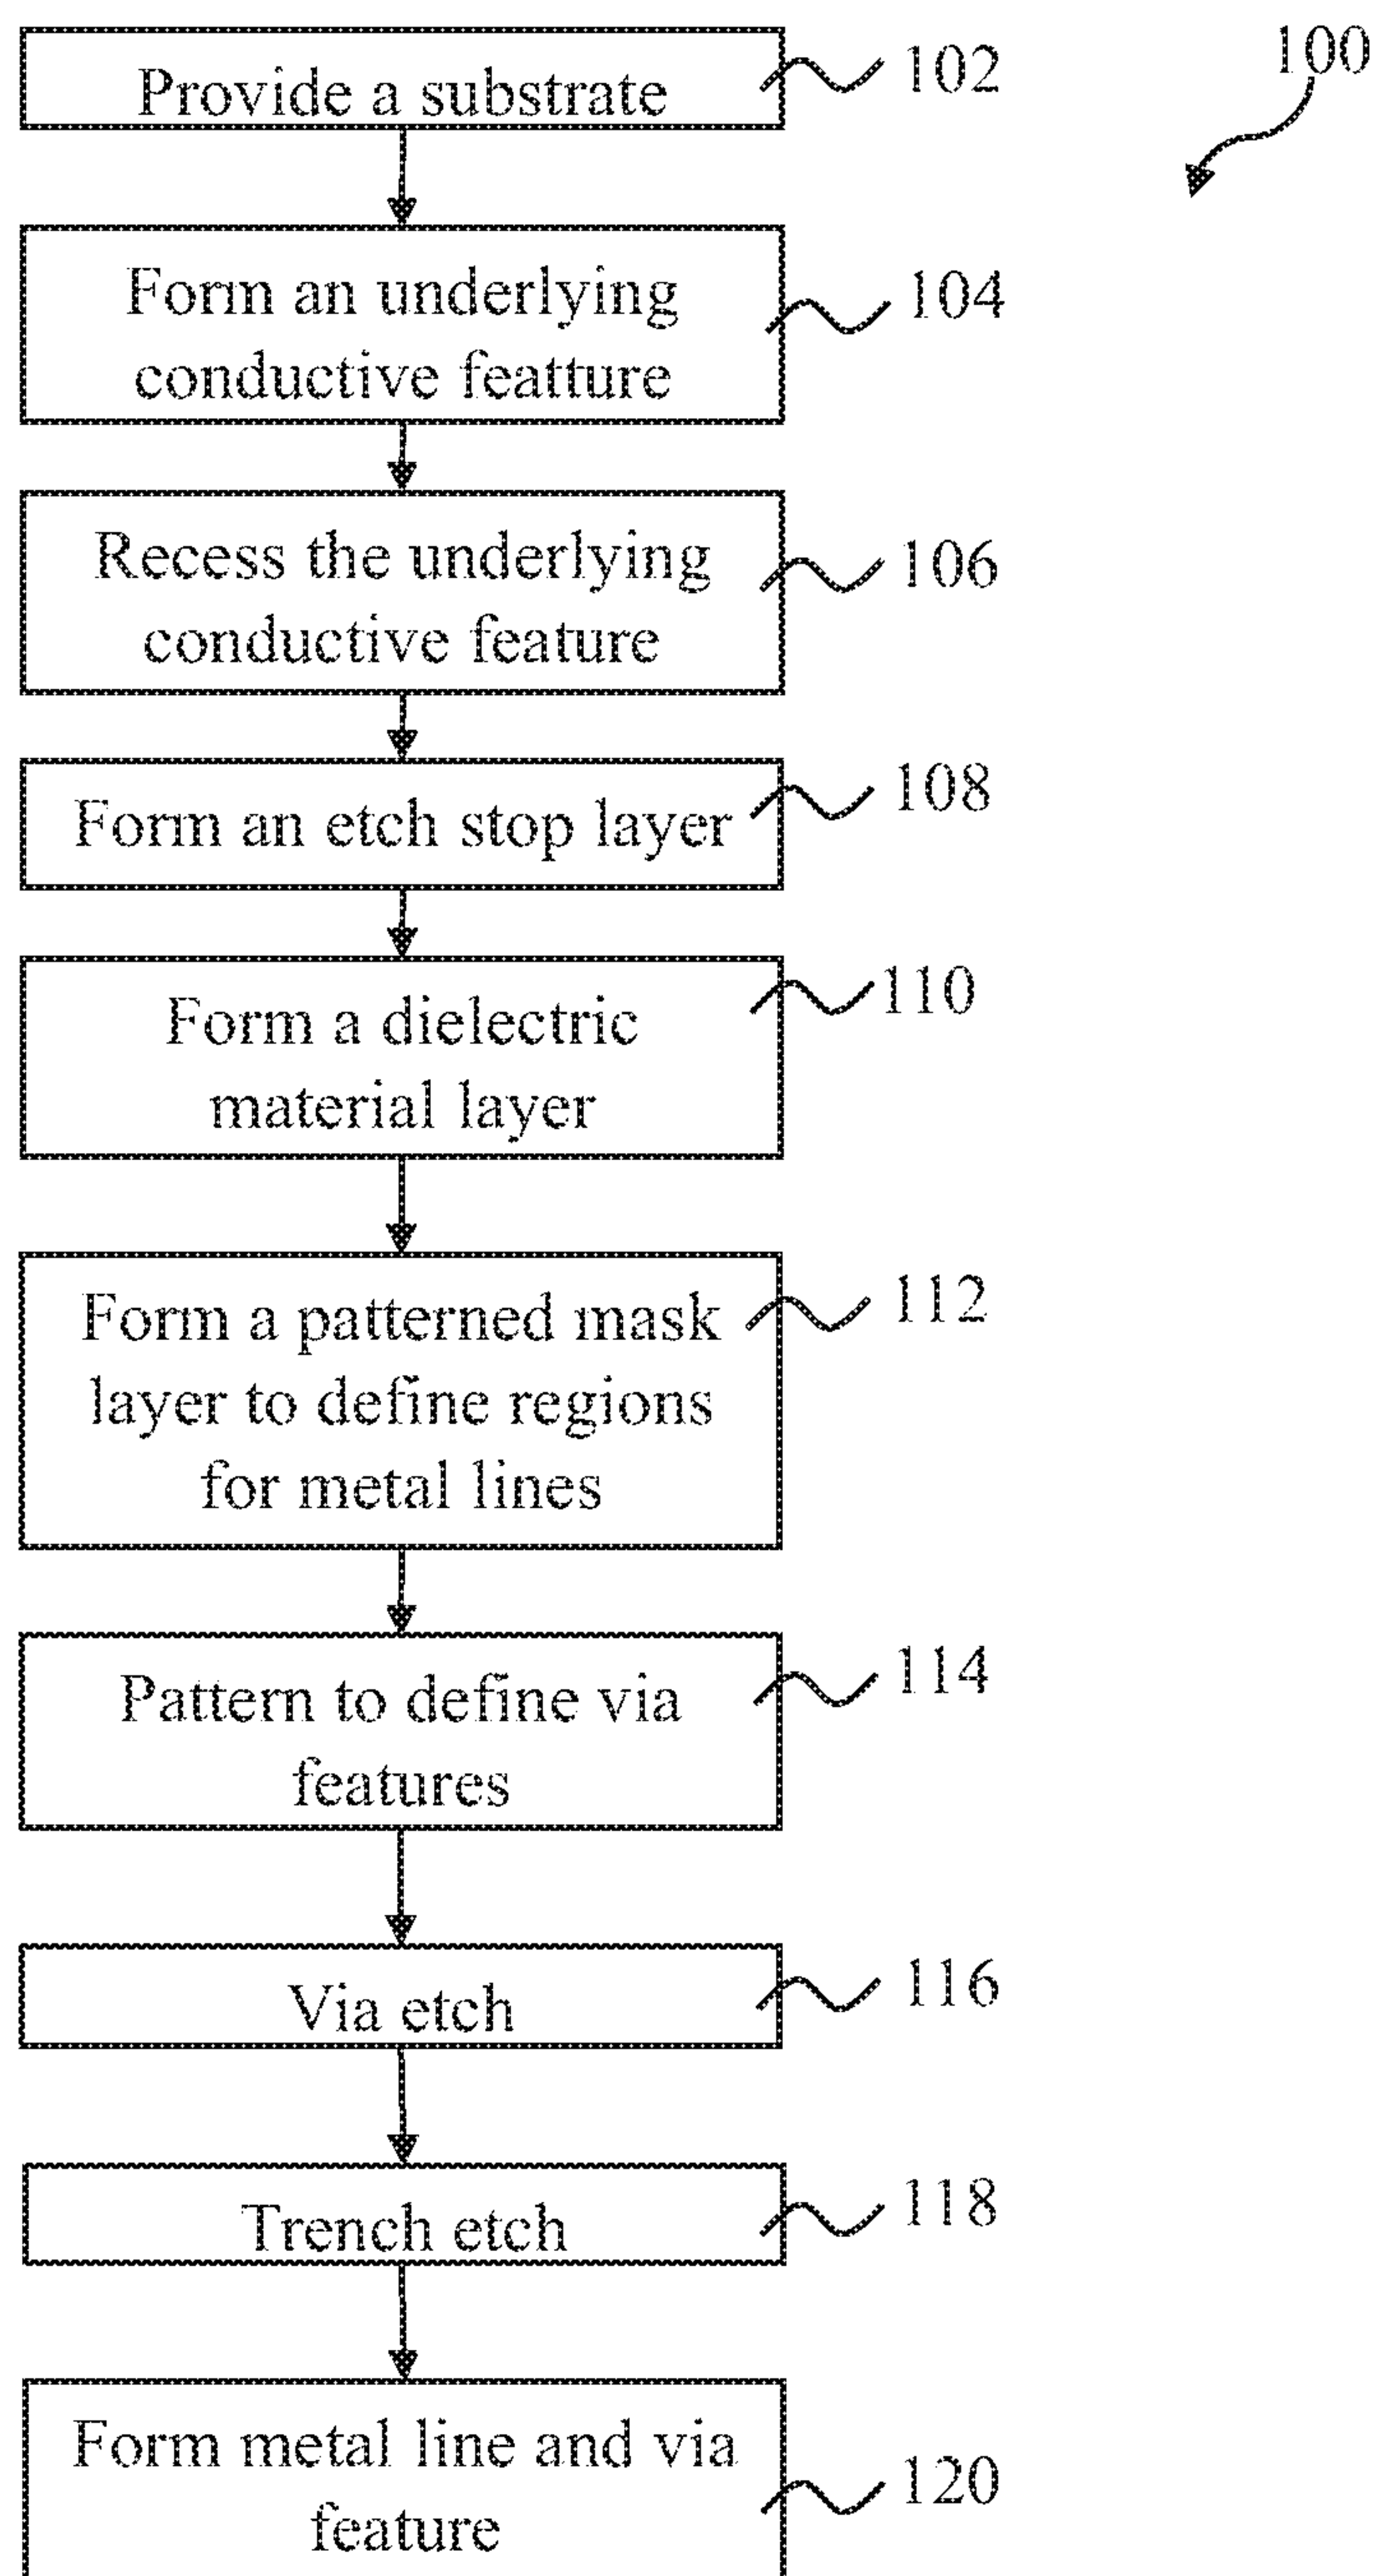 100
Provide a substrate 102
Form an underlying
conductive featture
104
Recess the underlying
conductive feature
106
Form an etch stop layer 108
Form a dielectric
material layer
110
Form a patterned mask
layer to define regions
for metal lines
112
Pattern to define via
features
114
Via etch 116
Trench etch 118
Form metal line and via
feature
120